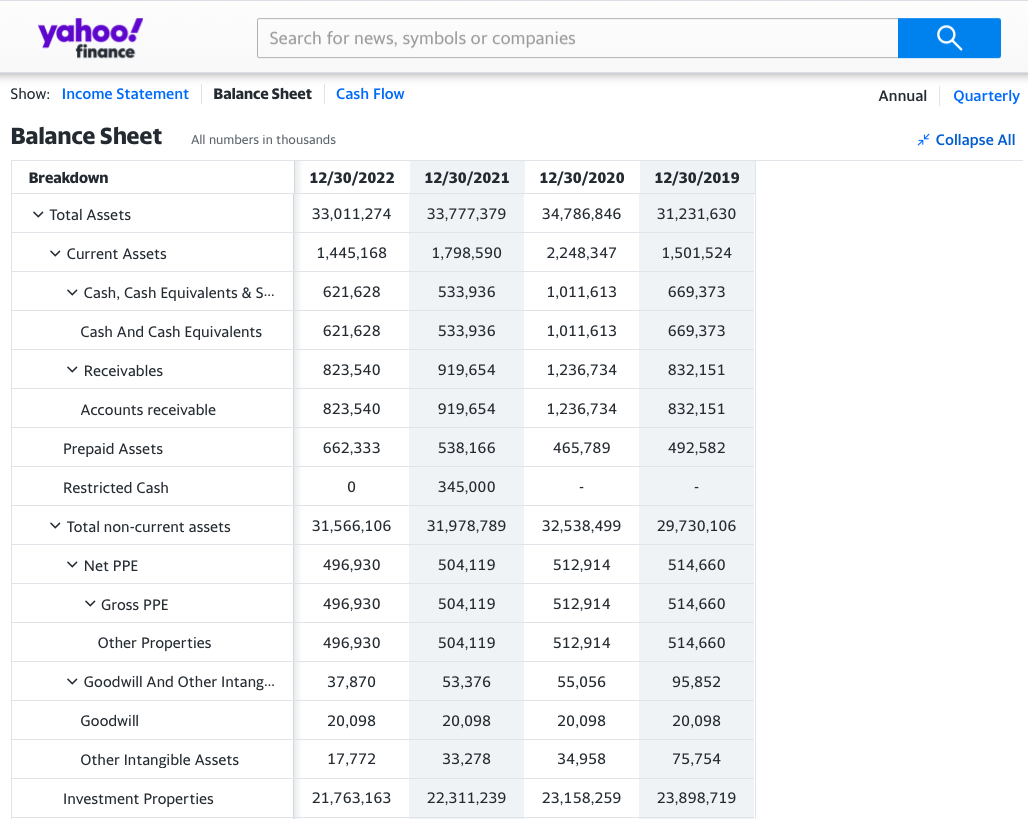 yahoo!
finance
Search for news, symbols or companies
Show: Income Statement Balance Sheet Cash Flow Annual Quarterly
Balance Sheet All numbers in thousands Collapse All
Breakdown 12/30/2022 12/30/2021 12/30/2020 12/30/2019
Total Assets 33,011,274 33,777,379 34,786,846 31,231,630
Current Assets 1,445,168 1,798,590 2,248,347 1,501,524
Cash, Cash Equivalents & S... 621,628 533,936 1,011,613 669,373
Cash And Cash Equivalents 621,628 533,936 1,011,613 669,373
Receivables 823,540 919,654 1,236,734 832,151
Accounts receivable 823,540 919,654 1,236,734 832,151
Prepaid Assets 662,333 538,166 465,789 492,582
Restricted Cash 0 345,000 - -
Total non-current assets 31,566,106 31,978,789 32,538,499 29,730,106
Net PPE 496,930 504,119 512,914 514,660
Gross PPE 496,930 504,119 512,914 514,660
Other Properties 496,930 504,119 512,914 514,660
Goodwill And Other Intang... 37,870 53,376 55,056 95,852
Goodwill 20,098 20,098 20,098 20,098
Other Intangible Assets 17,772 33,278 34,958 75,754
Investment Properties 21,763,163 22,311,239 23,158,259 23,898,719